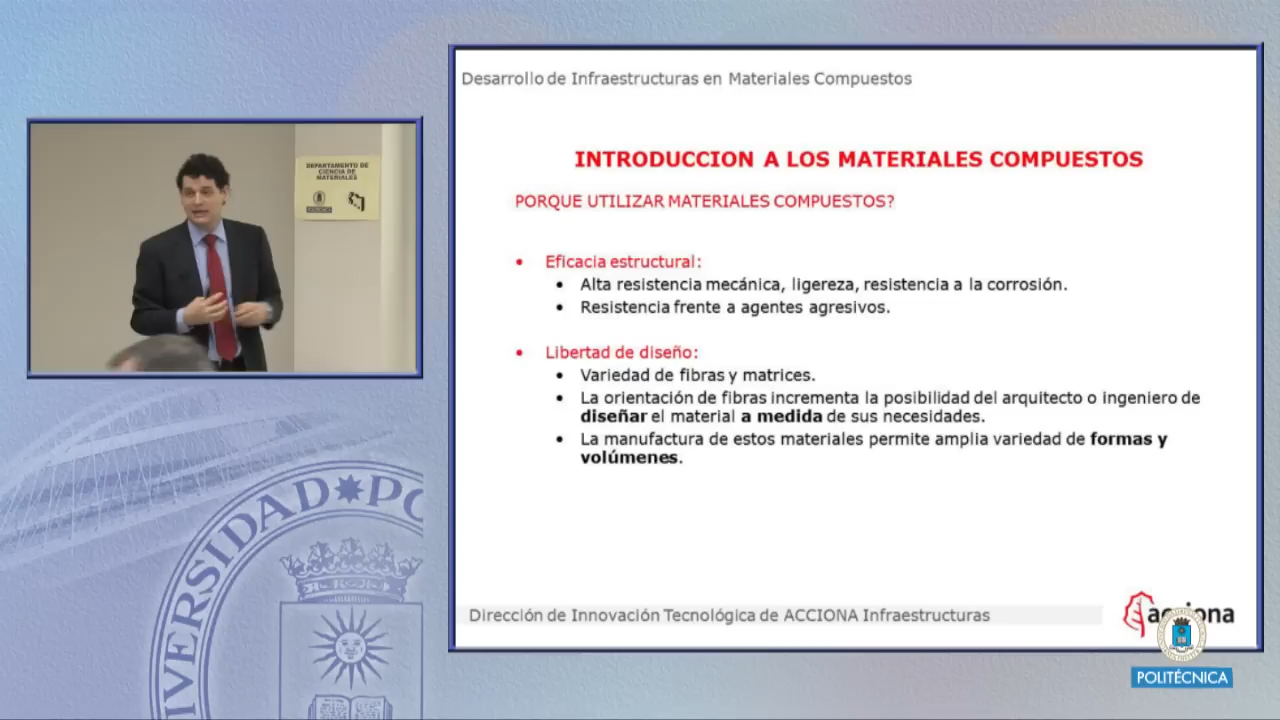 Desarrollo de Infraestructuras en Materiales Compuestos
INTRODUCCION A LOS MATERIALES COMPUESTOS
PORQUE UTILIZAR MATERIALES COMPUESTOS?
• Eficacia estructural:
• Alta resistencia mecánica, ligereza, resistencia a la corrosión.
• Resistencia frente a agentes agresivos.
• Libertad de diseño:
• Variedad de fibras y matrices.
• La orientación de fibras incrementa la posibilidad del arquitecto o ingeniero de
diseñar el material a medida de sus necesidades.
• La manufactura de estos materiales permite amplia variedad de formas y
volúmenes.
Dirección de Innovación Tecnológica de ACCIONA Infraestructuras
acciona
POLITÉCNICA
DEPARTAMENTO DE
CIENCIA DE
MATERIALES
VERSIDAD PO